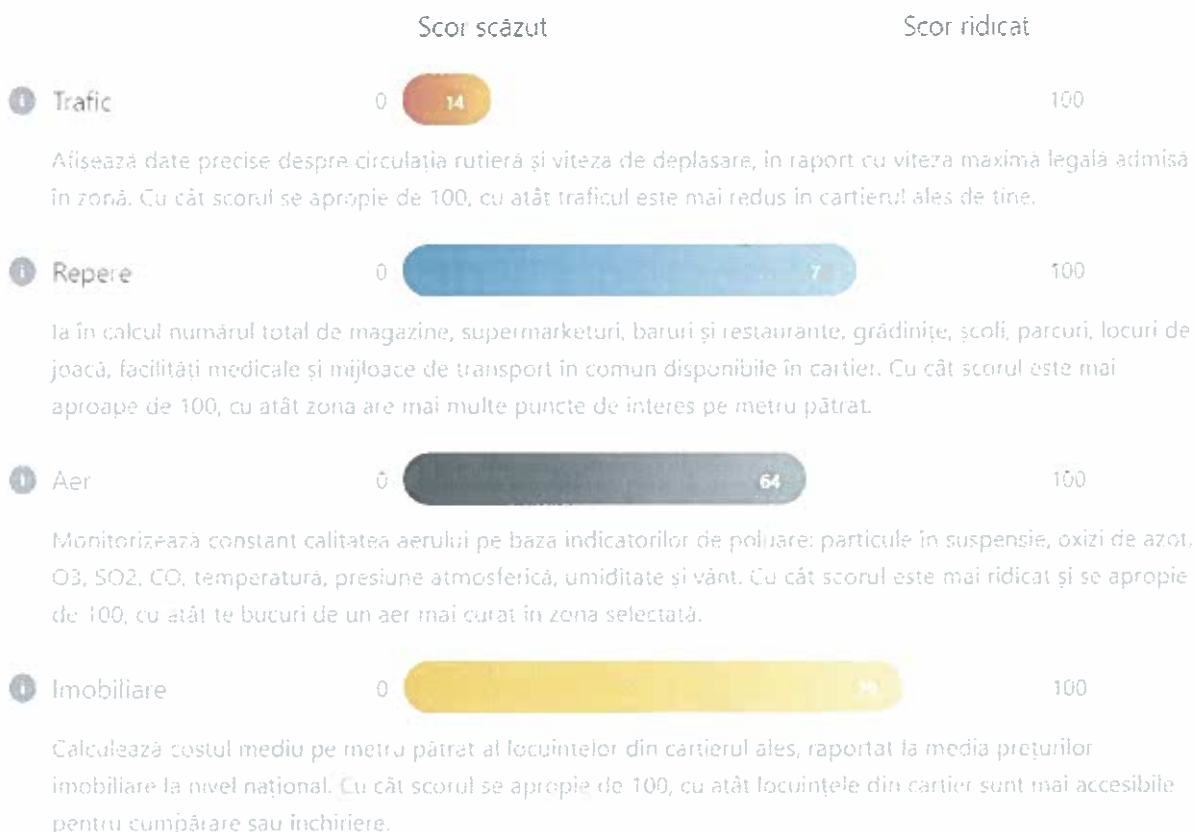 Scor scăzut Scor ridicat
Trafic 0 14 100
Afișează date precise despre circulația rutieră și viteza de deplasare, in raport cu viteza maximă legală admisă
în zonă. Cu cât scorul se apropie de 100, cu atât traficul este mai redus in cartierul ales de tine.
Repere 0 7 100
Ia în calcul numărul total de magazine, supermarketuri, baruri și restaurante, grădinițe, școli, parcuri, locuri de
joacă, facilități medicale și mijloace de transport în comun disponibile în cartier. Cu cât scorul este mai
aproape de 100, cu atât zona are mai multe puncte de interes pe metru pătrat.
Aer 0 64 100
Monitorizează constant calitatea aerului pe baza indicatorilor de poluare: particule în suspensie, oxizi de azot,
O3, SO2, CO, temperatură, presiune atmosferică, umiditate și vânt. Cu cât scorul este mai ridicat și se apropie
de 100, cu atât te bucuri de un aer mai curat în zona selectată.
Imobiliare 0 100
Calculează costul mediu pe metru pătrat al locuințelor din cartierul ales, raportat la media prețurilor
imobiliare la nivel național. Cu cât scorul se apropie de 100, cu atât locuințele din cartier sunt mai accesibile
pentru cumpărare sau închiriere.